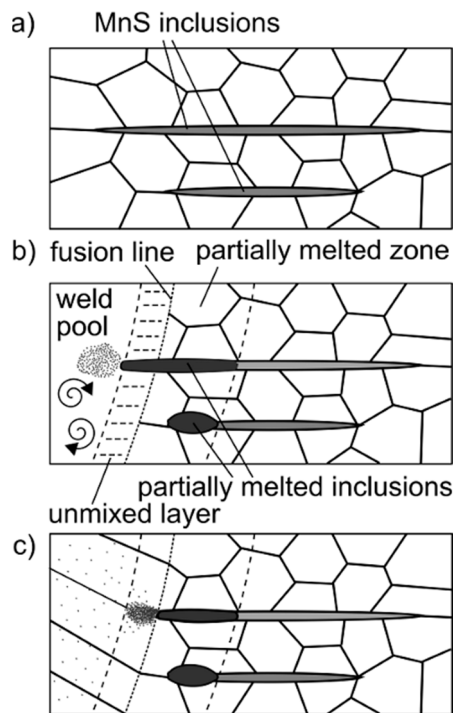 a)
MnS inclusions
b)
fusion line
partially melted zone
weld
pool
partially melted inclusions
unmixed layer
c)